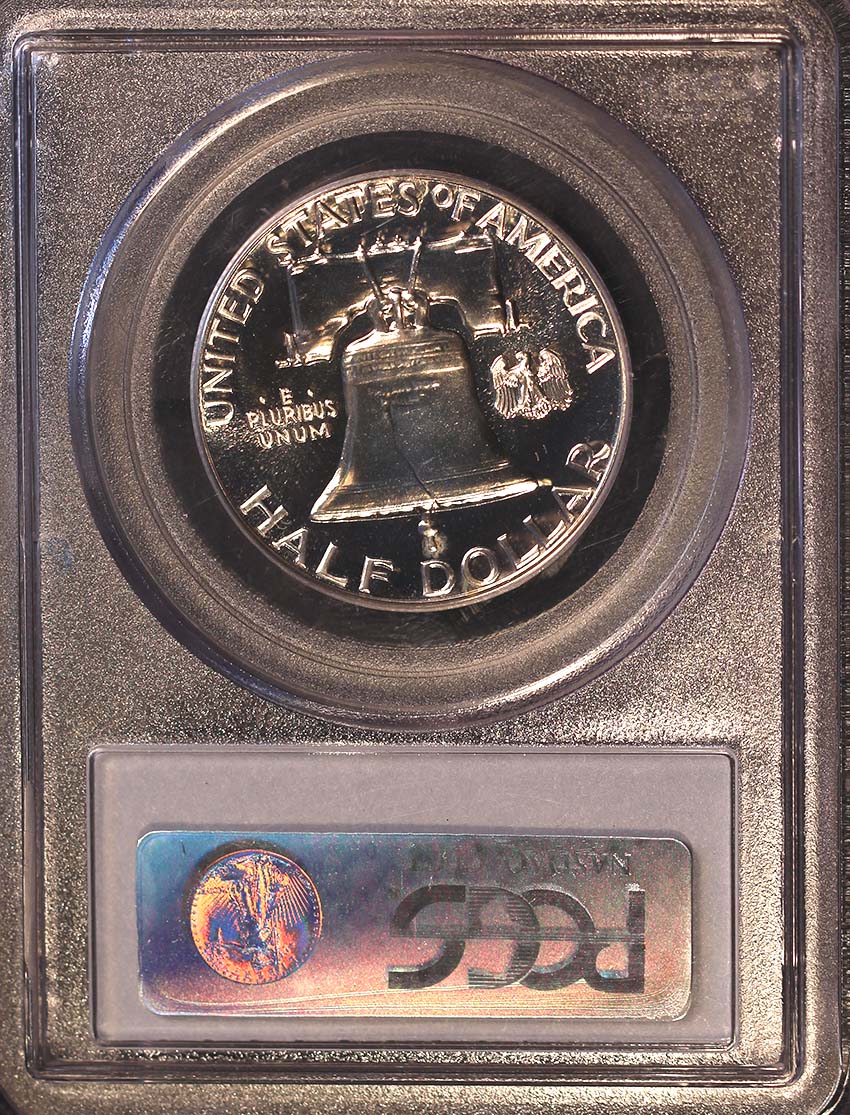 UNITED STATES OF AMERICA
· E ·
PLURIBUS
UNUM
HALF DOLLAR
PCGS